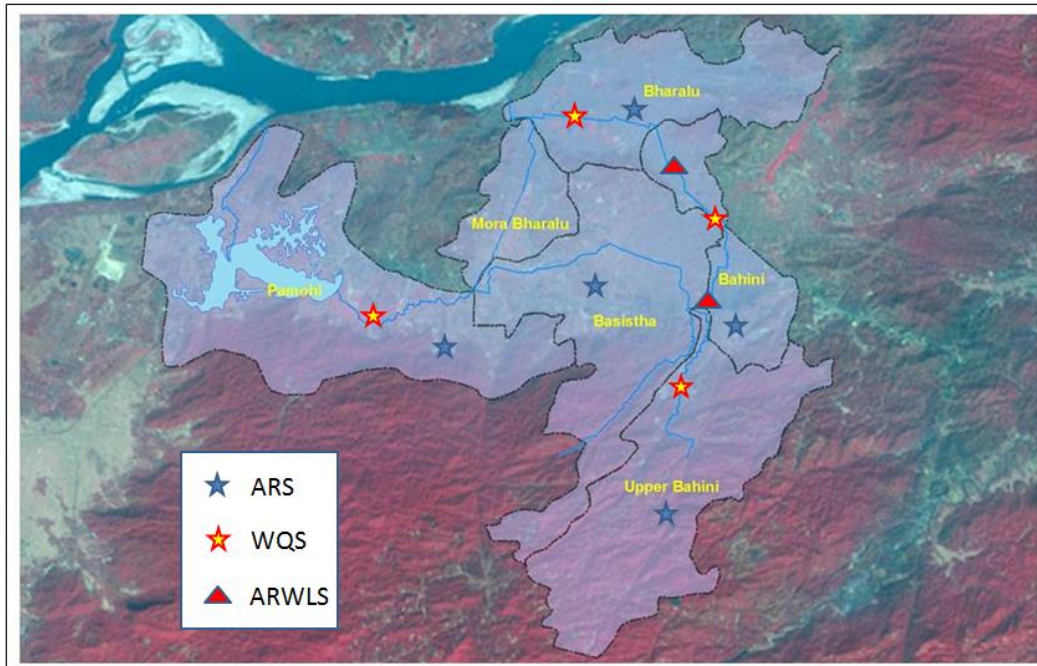 Bharalu
Mora Bharalu
Bahini
Pamohi
Basistha
Upper Bahini
ARS
WQS
ARWLS